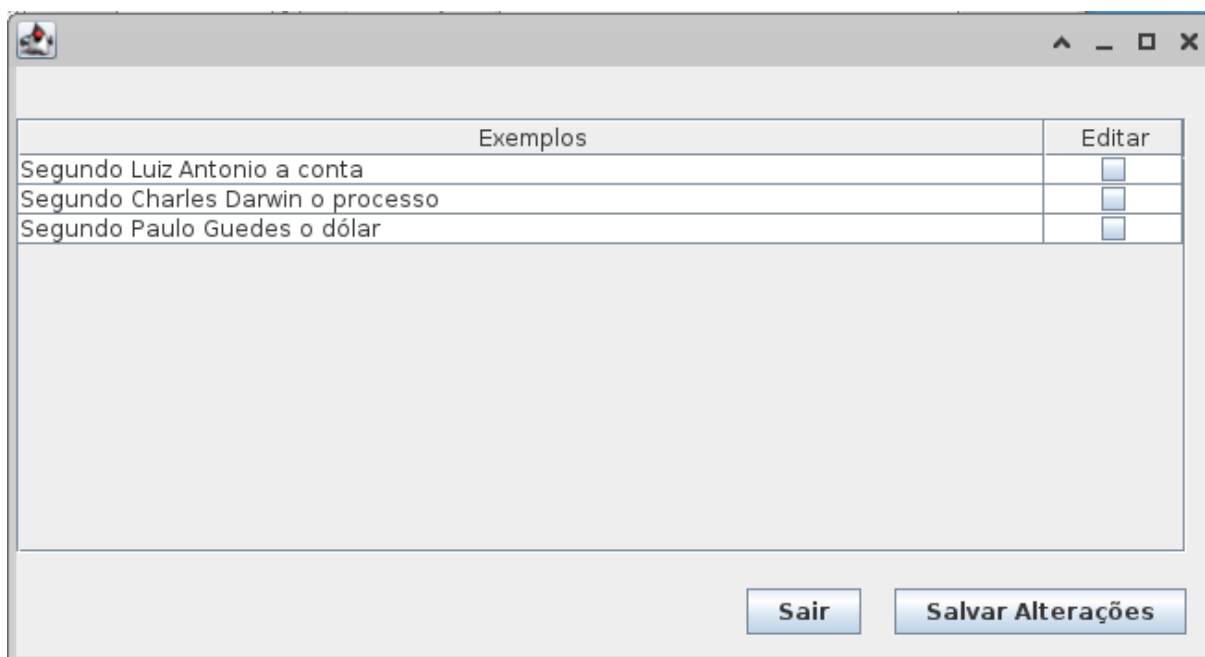 Exemplos Editar
Segundo Luiz Antonio a conta
Segundo Charles Darwin o processo
Segundo Paulo Guedes o dólar
Sair Salvar Alterações